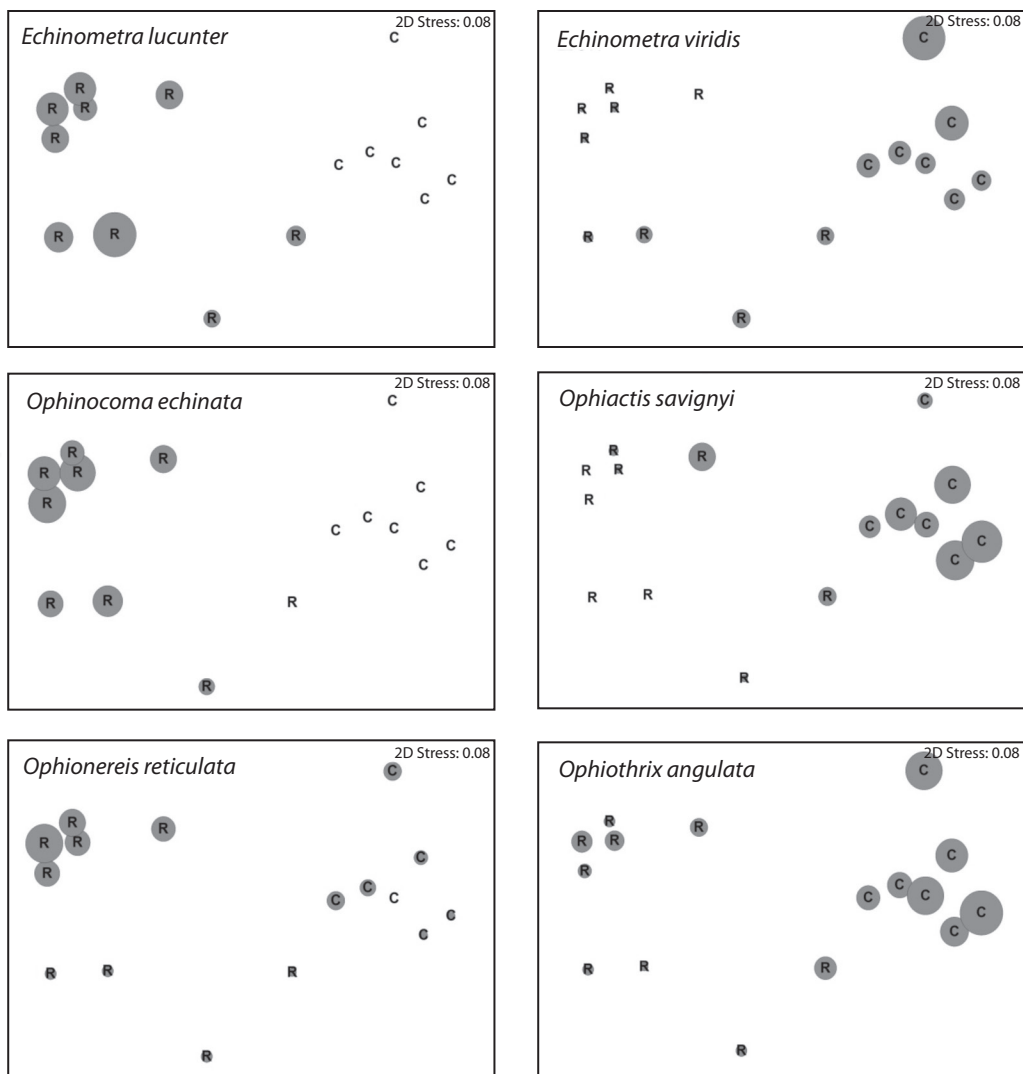 2D Stress: 0.08
Echinometra lucunter
C
R R
R R
C
R
C
C C
C
C
R R R
R
2D Stress: 0.08
Echinometra viridis
C
R R
R R
C
R
C
C C
C
C
R R R
R
2D Stress: 0.08
Ophinocoma echinata
C
R R
R R
C
R
C
C C
C
C
R R R
R
2D Stress: 0.08
Ophiactis savignyi
C
R R
R R
C
R
C
C C
C
C
R R R
R
2D Stress: 0.08
Ophionereis reticulata
C
R R
R R
C
R
C
C C
C
C
R R R
R
2D Stress: 0.08
Ophiothrix angulata
C
R R
R R
C
R
C
C C
C
C
R R R
R